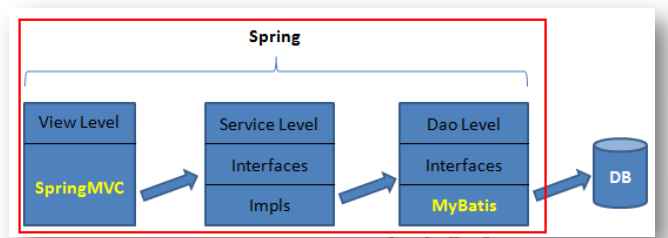 Spring
View Level
SpringMVC
Service Level
Interfaces
Impls
Dao Level
Interfaces
MyBatis
DB